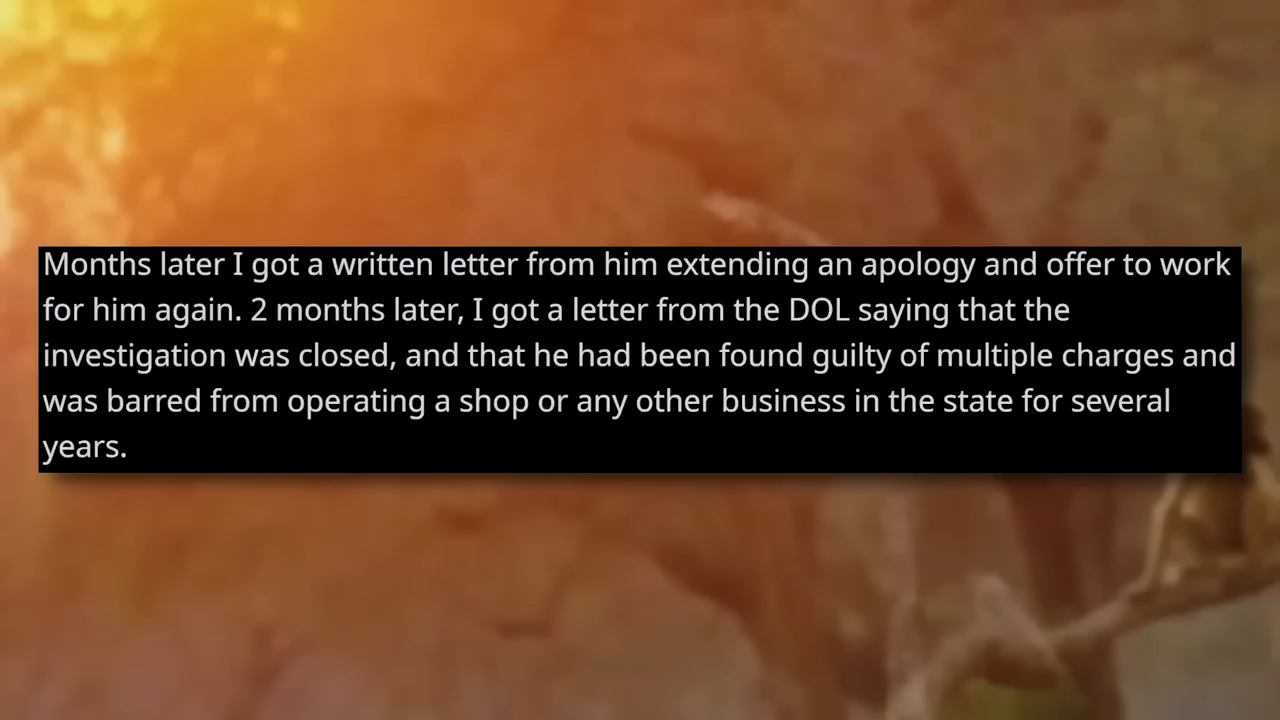 Months later I got a written letter from him extending an apology and offer to work
for him again. 2 months later, I got a letter from the DOL saying that the
investigation was closed, and that he had been found guilty of multiple charges and
was barred from operating a shop or any other business in the state for several
years.